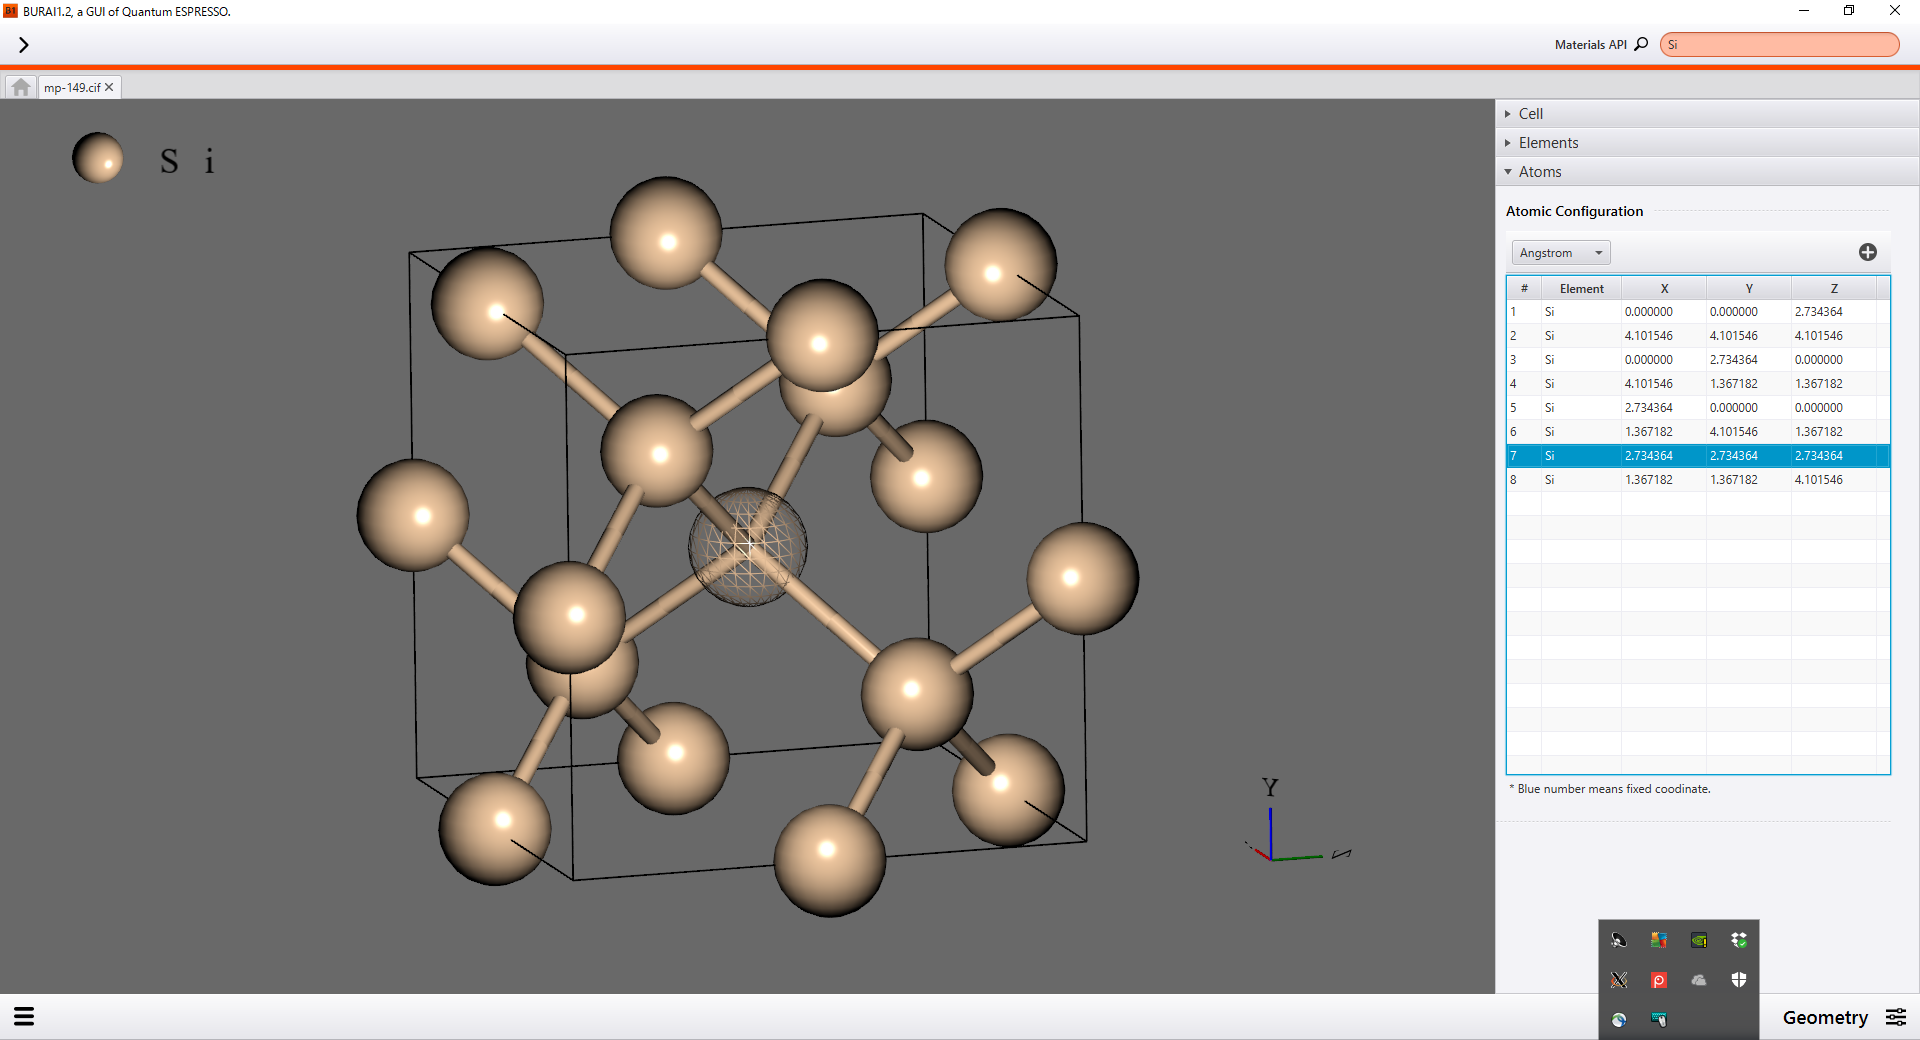 BURAI1.2, a GUI of Quantum ESPRESSO.
Materials API
Si
mp-149.cif
S i
Cell
Elements
Atoms
Atomic Configuration
Angstrom
# Element X Y Z
1 Si 0.000000 0.000000 2.734364
2 Si 4.101546 4.101546 4.101546
3 Si 0.000000 2.734364 0.000000
4 Si 4.101546 1.367182 1.367182
5 Si 2.734364 0.000000 0.000000
6 Si 1.367182 4.101546 1.367182
7 Si 2.734364 2.734364 2.734364
8 Si 1.367182 1.367182 4.101546
* Blue number means fixed coodinate.
Y
Z
Geometry